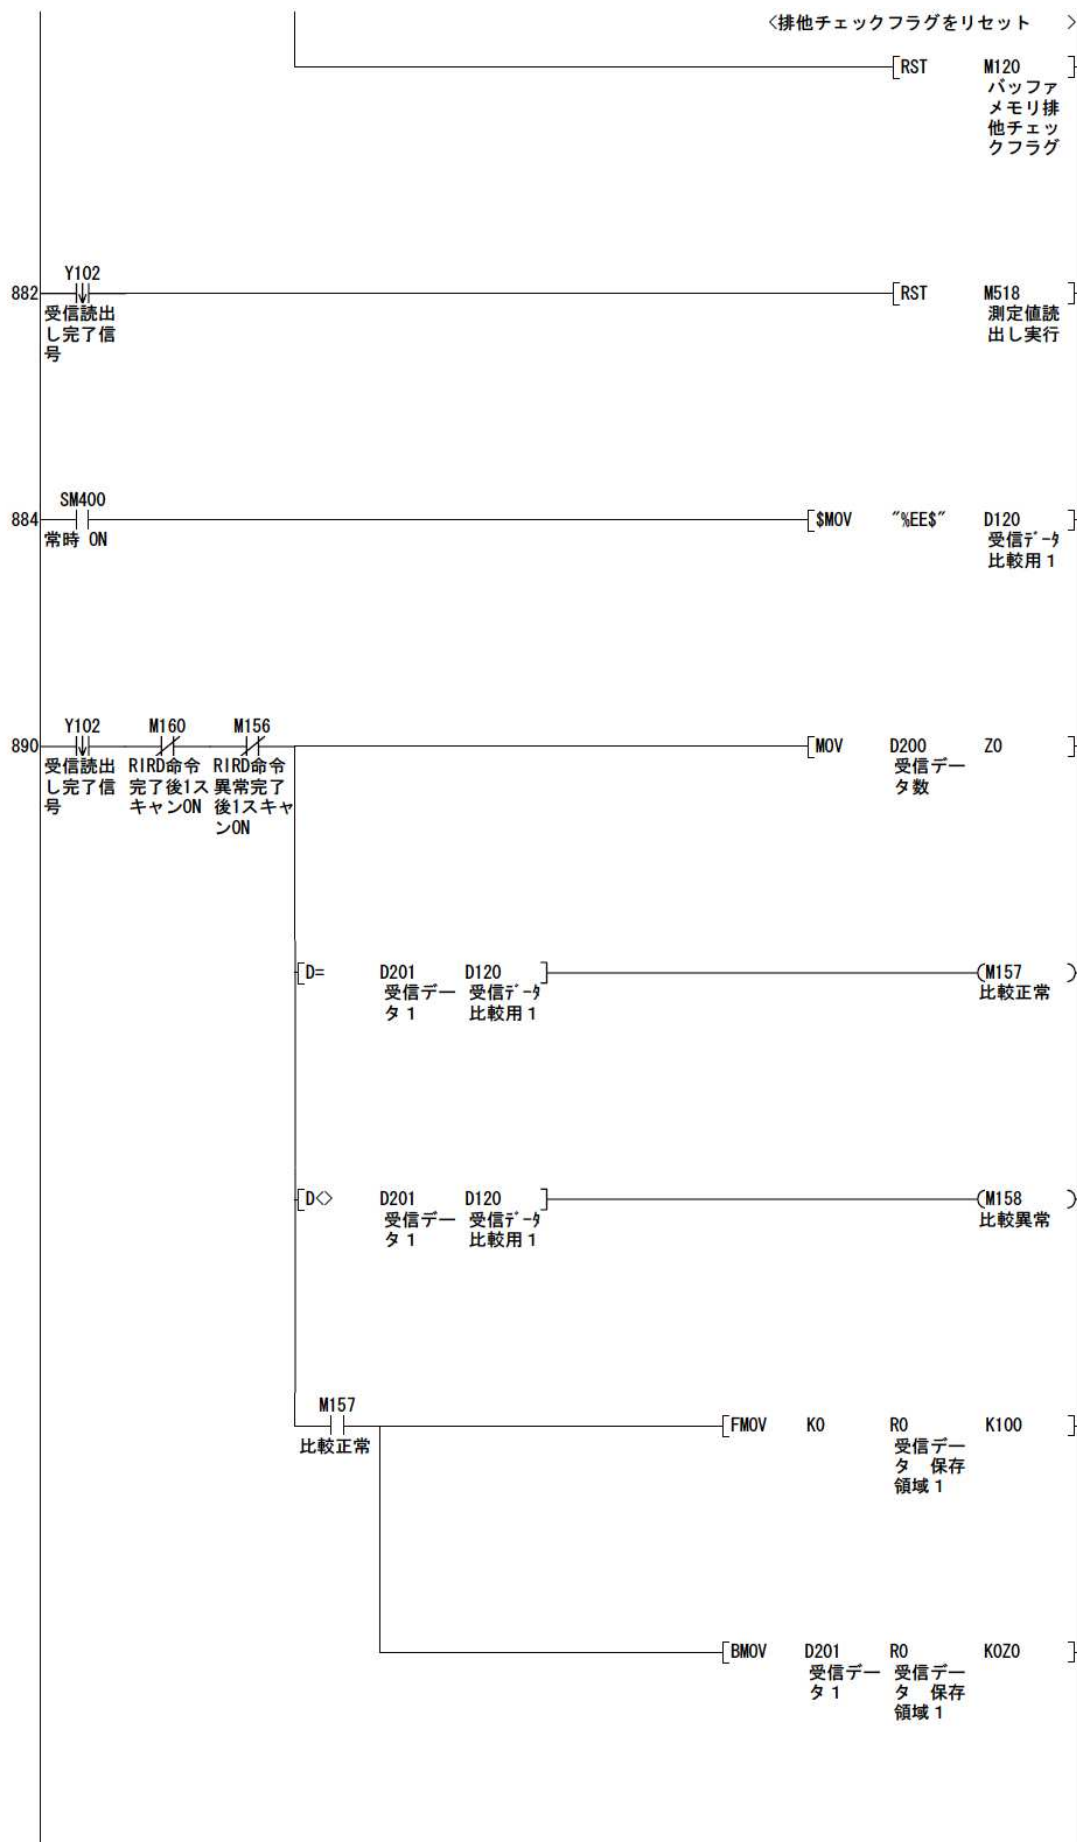 <排他チェックフラグをリセット >
[RST M120 ]
バッファ
メモリ排
他チェッ
クフラグ
Y102
882 [RST M518 ]
受信読出 測定値読
し完了信 出し実行
号
SM400
884 [$MOV "%EE$" D120 ]
常時 ON 受信ﾃﾞｰﾀ
比較用1
Y102 M160 M156
890 [MOV D200 Z0 ]
受信読出 RIRD命令 RIRD命令 受信デー
し完了信 完了後1ス 異常完了 タ数
号 キャンON 後1スキャ
ンON
[D= D201 D120 ] (M157 )
受信デー 受信ﾃﾞｰﾀ 比較正常
タ1 比較用1
[D<> D201 D120 ] (M158 )
受信デー 受信ﾃﾞｰﾀ 比較異常
タ1 比較用1
M157
[FMOV K0 R0 K100 ]
比較正常 受信デー
タ 保存
領域1
[BMOV D201 R0 K0Z0 ]
受信デー 受信デー
タ1 タ 保存
領域1